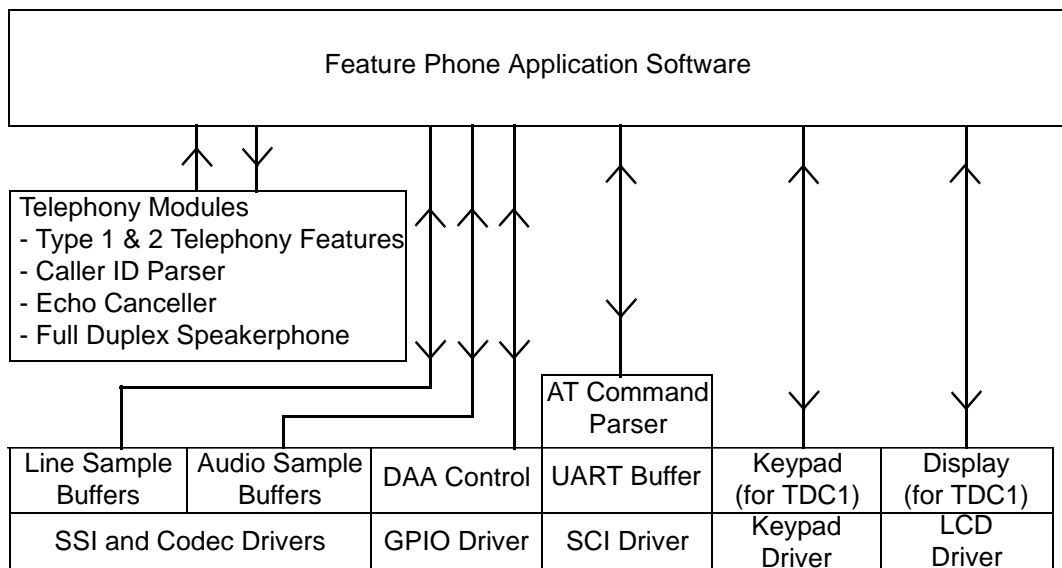 Feature Phone Application Software
Telephony Modules
- Type 1 & 2 Telephony Features
- Caller ID Parser
- Echo Canceller
- Full Duplex Speakerphone
AT Command
Parser
Line Sample
Buffers
Audio Sample
Buffers
DAA Control
UART Buffer
Keypad
(for TDC1)
Display
(for TDC1)
SSI and Codec Drivers
GPIO Driver
SCI Driver
Keypad
Driver
LCD
Driver